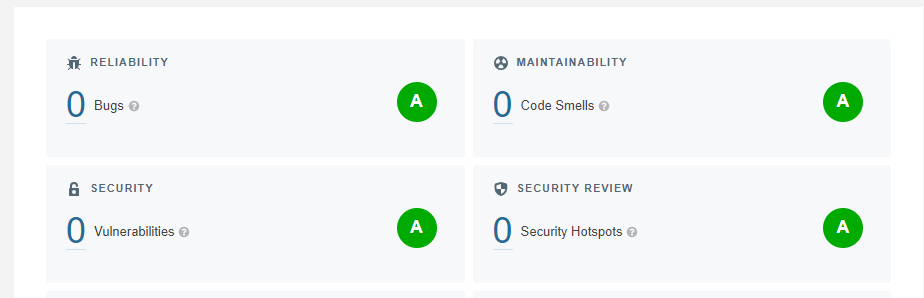 RELIABILITY
0 Bugs ?
A
MAINTAINABILITY
0 Code Smells ?
A
SECURITY
0 Vulnerabilities ?
A
SECURITY REVIEW
0 Security Hotspots ?
A